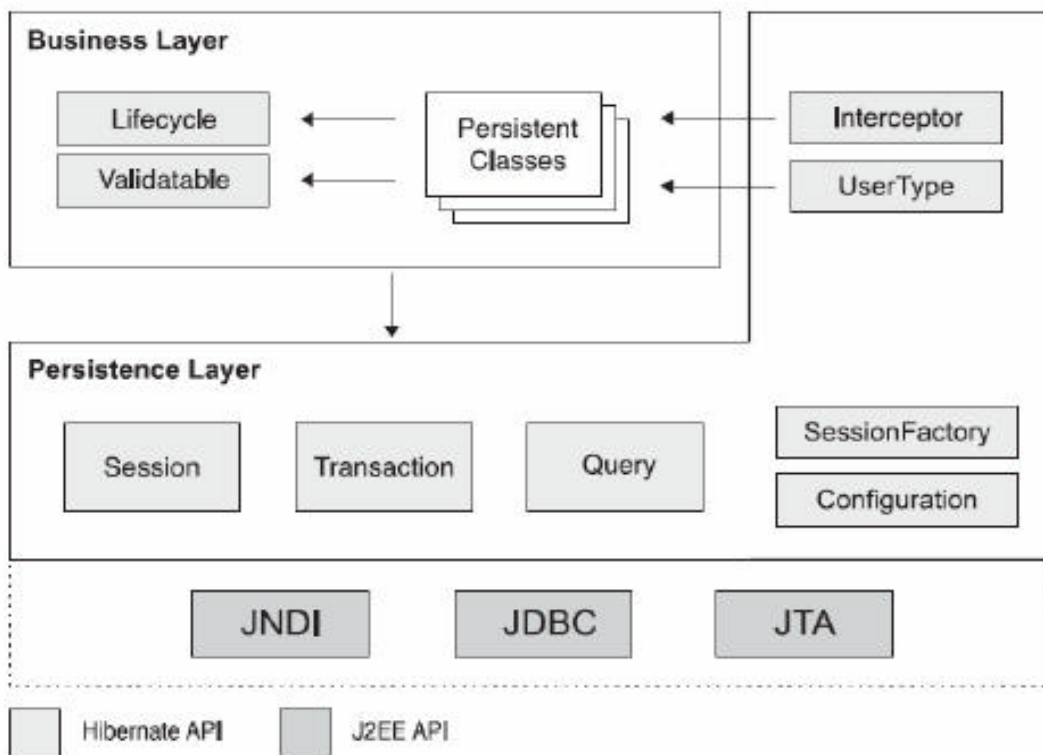 Business Layer
Lifecycle
Validatable
Persistent
Classes
Interceptor
UserType
Persistence Layer
Session
Transaction
Query
SessionFactory
Configuration
JNDI
JDBC
JTA
Hibernate API
J2EE API